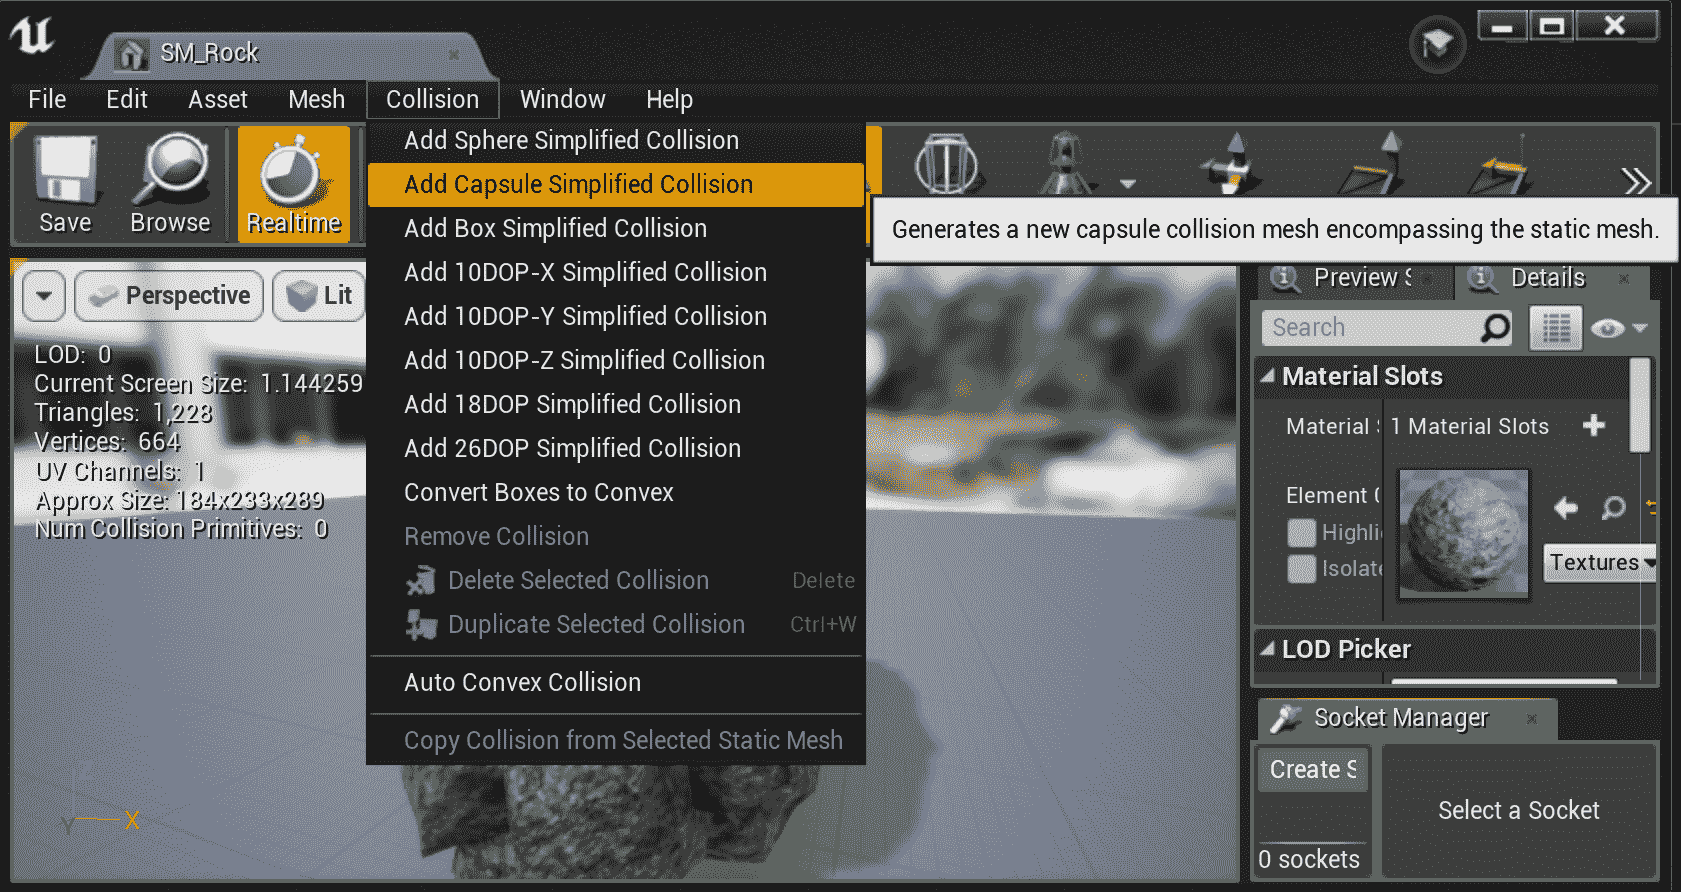 SM_Rock
File Edit Asset Mesh Collision Window Help
Save Browse Realtime
Add Sphere Simplified Collision
Add Capsule Simplified Collision
Add Box Simplified Collision
Add 10DOP-X Simplified Collision
Add 10DOP-Y Simplified Collision
Add 10DOP-Z Simplified Collision
Add 18DOP Simplified Collision
Add 26DOP Simplified Collision
Convert Boxes to Convex
Remove Collision
Delete Selected Collision Delete
Duplicate Selected Collision Ctrl+W
Auto Convex Collision
Copy Collision from Selected Static Mesh
Generates a new capsule collision mesh encompassing the static mesh.
Perspective Lit
LOD: 0
Current Screen Size: 1.144259
Triangles: 1,228
Vertices: 664
UV Channels: 1
Approx Size: 184x233x289
Num Collision Primitives: 0
Z
Y X
Preview Details
Search
Material Slots
Material 1 Material Slots
Element
Highli
Isolate
Textures
LOD Picker
Socket Manager
Create S
Select a Socket
0 sockets